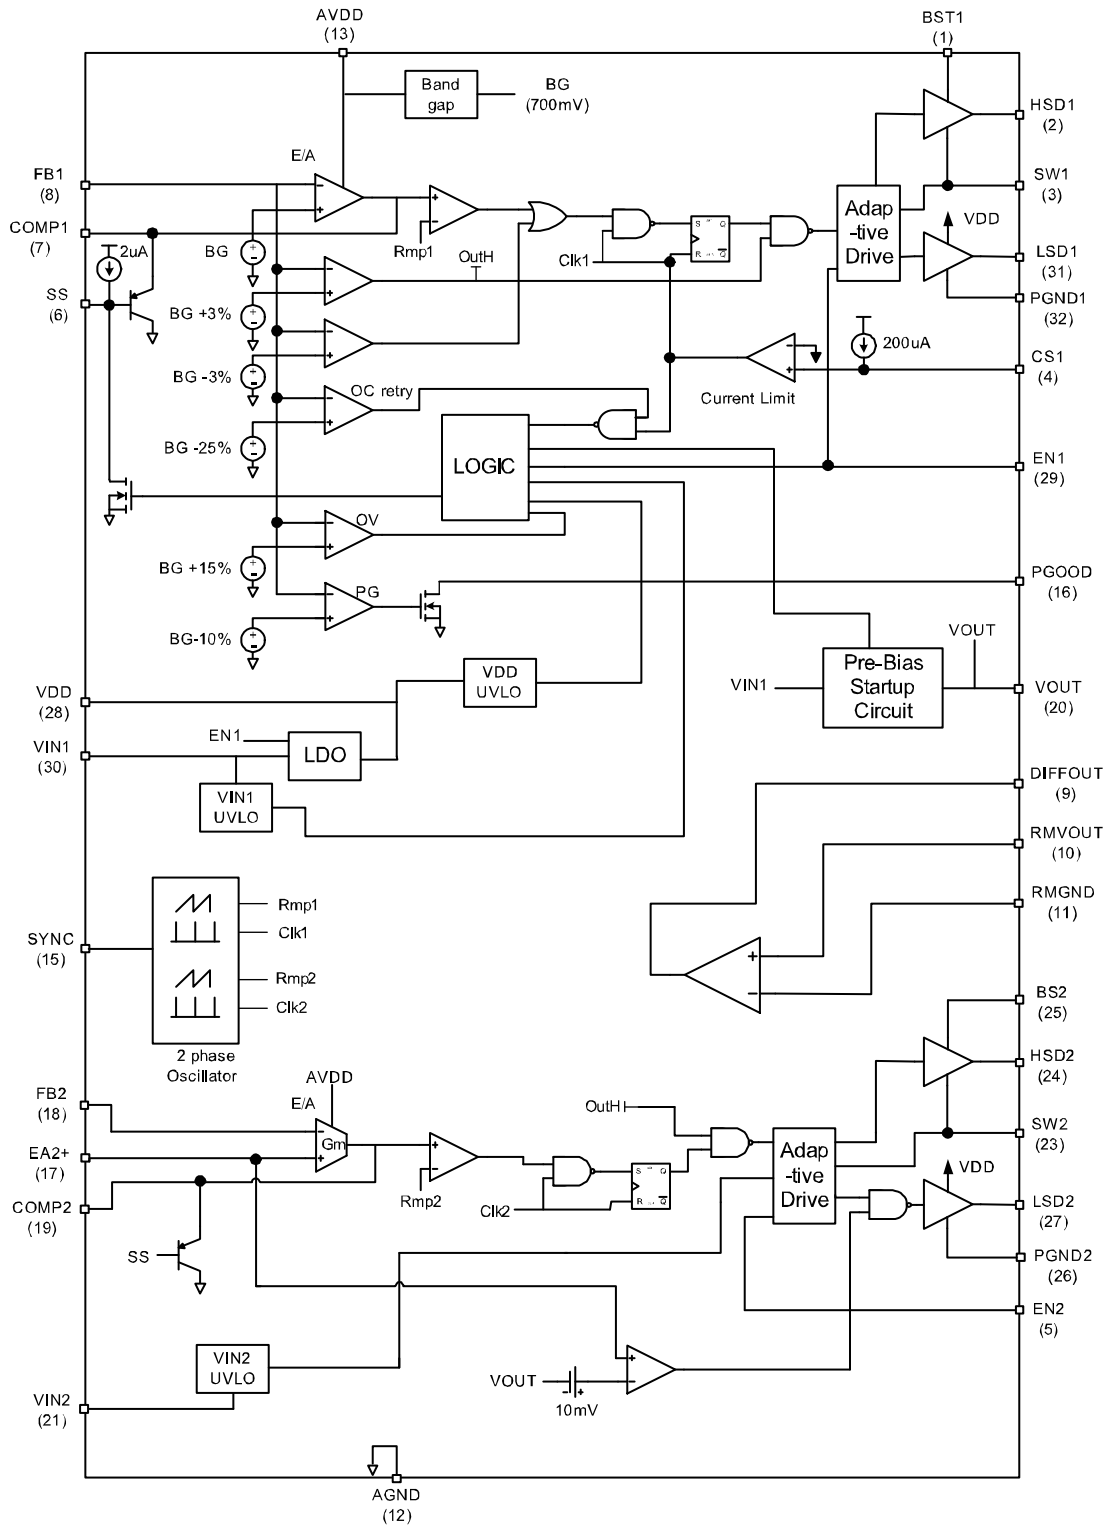 AVDD
(13)
BST1
(1)
Band
gap
BG
(700mV)
HSD1
(2)
E/A
FB1
(8)
SW1
(3)
Adap
-tive
Drive
VDD
COMP1
(7)
BG
Rmp1
OutH
Clk1
S Q
R Q
2uA
LSD1
(31)
SS
(6)
PGND1
(32)
BG +3%
200uA
CS1
(4)
BG -3%
Current Limit
OC retry
BG -25%
LOGIC
EN1
(29)
OV
BG +15%
PGOOD
(16)
PG
BG-10%
VOUT
VDD
UVLO
Pre-Bias
Startup
Circuit
VIN1
VOUT
(20)
VDD
(28)
EN1
LDO
VIN1
(30)
VIN1
UVLO
DIFFOUT
(9)
RMVOUT
(10)
RMGND
(11)
Rmp1
Clk1
SYNC
(15)
Rmp2
Clk2
2 phase
Oscillator
BS2
(25)
HSD2
(24)
AVDD
E/A
FB2
(18)
Gm
OutH
SW2
(23)
Adap
-tive
Drive
VDD
EA2+
(17)
Rmp2
S Q
R Q
Clk2
COMP2
(19)
LSD2
(27)
SS
PGND2
(26)
EN2
(5)
VIN2
UVLO
VOUT
10mV
VIN2
(21)
AGND
(12)